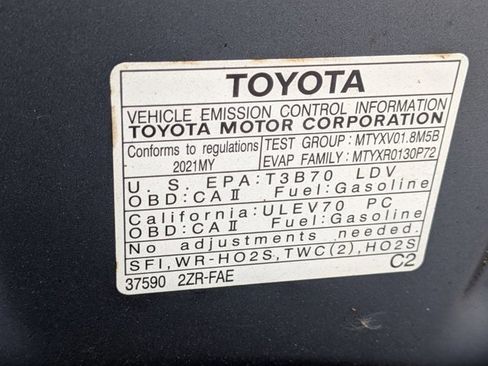 TOYOTA
VEHICLE EMISSION CONTROL INFORMATION
TOYOTA MOTOR CORPORATION
Conforms to regulations
2021MY
TEST GROUP: MTYXV01.8M5B
EVAP FAMILY: MTYXR0130P72
U. S. EPA: T3B70 LDV
OBD: CA II Fuel: Gasoline
California: ULEV70 PC
OBD: CA II Fuel: Gasoline
No adjustments needed.
SFI, WR-HO2S, TWC(2), HO2S
37590 2ZR-FAE C2